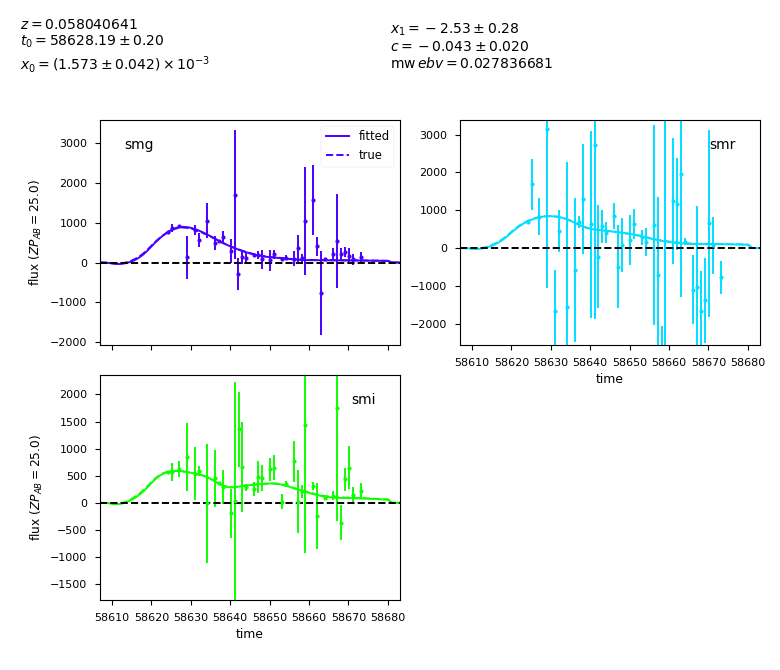 z = 0.058040641
t₀ = 58628.19 ± 0.20
x₀ = (1.573 ± 0.042) × 10⁻³
x₁ = −2.53 ± 0.28
c = −0.043 ± 0.020
mw ebv = 0.027836681
smg
fitted
true
3000
2000
1000
0
−1000
−2000
flux (ZP_AB = 25.0)
smr
3000
2000
1000
0
−1000
−2000
58610 58620 58630 58640 58650 58660 58670 58680
time
smi
2000
1500
1000
500
0
−500
−1000
−1500
flux (ZP_AB = 25.0)
58610 58620 58630 58640 58650 58660 58670 58680
time